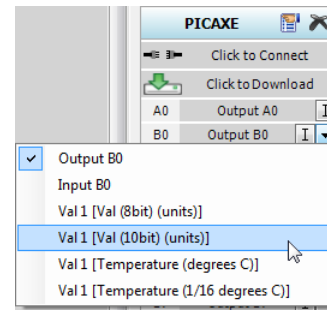 PICAXE
Click to Connect
Click to Download
A0 Output A0 I
B0 Output B0 I
Output B0
Input B0
Val 1 [Val (8bit) (units)]
Val 1 [Val (10bit) (units)]
Val 1 [Temperature (degrees C)]
Val 1 [Temperature (1/16 degrees C)]